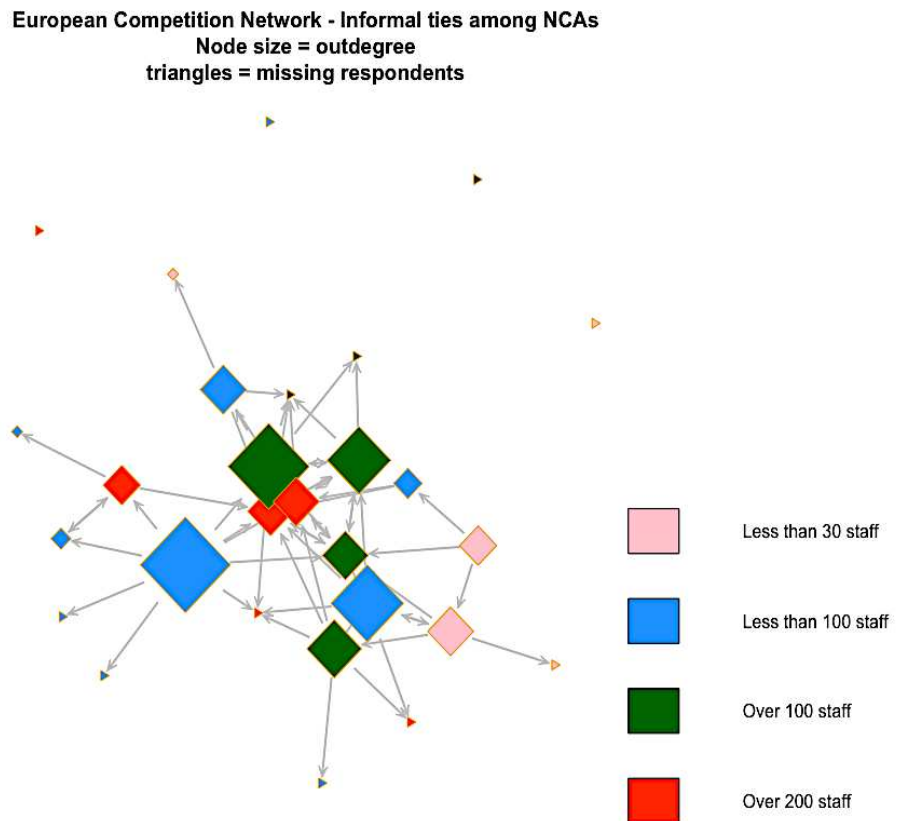 European Competition Network - Informal ties among NCAs
Node size = outdegree
triangles = missing respondents
Less than 30 staff
Less than 100 staff
Over 100 staff
Over 200 staff